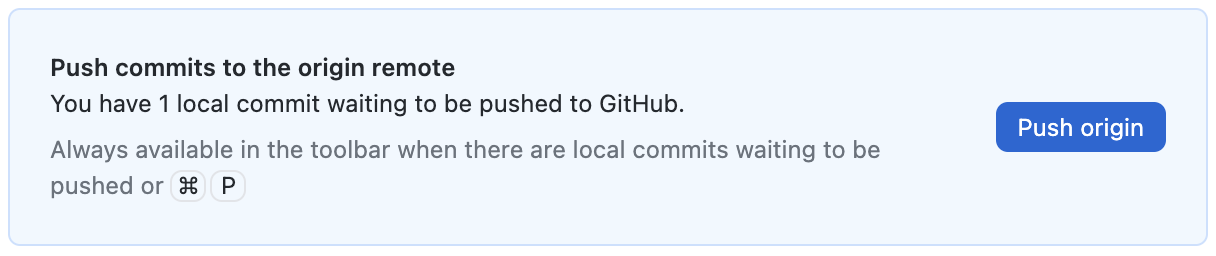 Push commits to the origin remote
You have 1 local commit waiting to be pushed to GitHub.
Always available in the toolbar when there are local commits waiting to be
pushed or ⌘ P
Push origin